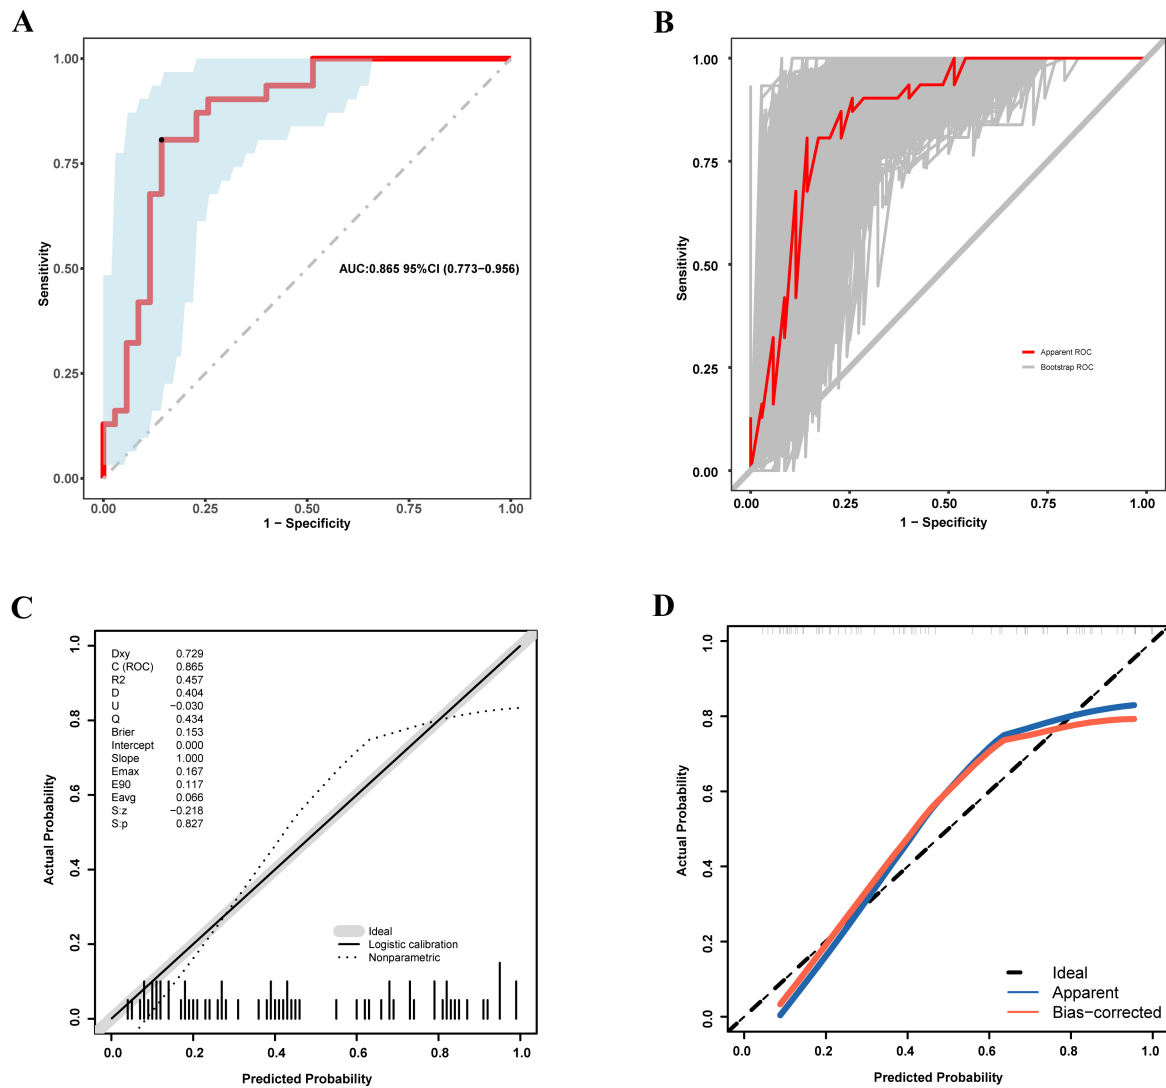 A
1.00
0.75
0.50
0.25
0.00
Sensitivity
AUC:0.865 95%CI (0.773−0.956)
0.00 0.25 0.50 0.75 1.00
1 − Specificity
B
1.00
0.75
0.50
0.25
0.00
Sensitivity
Apparent ROC
Bootstrap ROC
0.00 0.25 0.50 0.75 1.00
1 − Specificity
C
1.0
0.8
0.6
0.4
0.2
0.0
Actual Probability
Dxy 0.729
C (ROC) 0.865
R2 0.457
D 0.404
U −0.030
Q 0.434
Brier 0.153
Intercept 0.000
Slope 1.000
Emax 0.167
E90 0.117
Eavg 0.066
S:z −0.218
S:p 0.827
Ideal
Logistic calibration
Nonparametric
0.0 0.2 0.4 0.6 0.8 1.0
Predicted Probability
D
1.0
0.8
0.6
0.4
0.2
0.0
Actual Probability
Ideal
Apparent
Bias−corrected
0.0 0.2 0.4 0.6 0.8 1.0
Predicted Probability